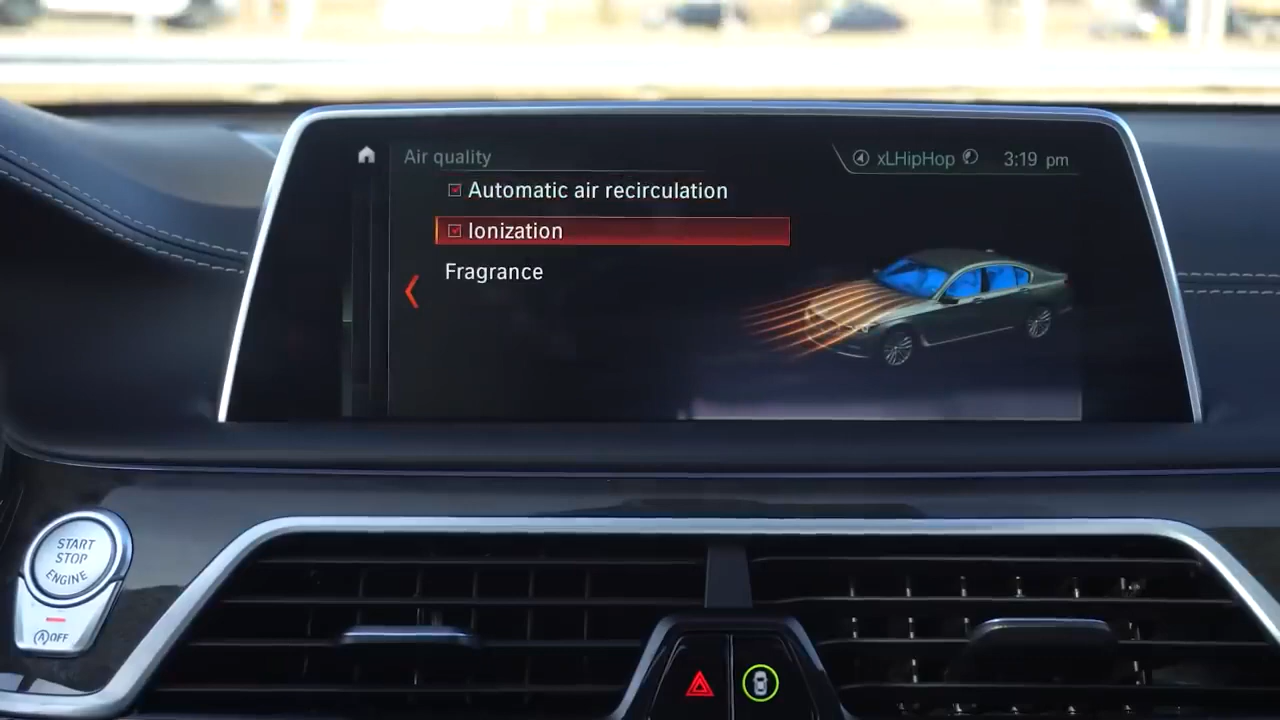 Air quality
xLHipHop 3:19 pm
Automatic air recirculation
Ionization
Fragrance
START
STOP
ENGINE
A OFF